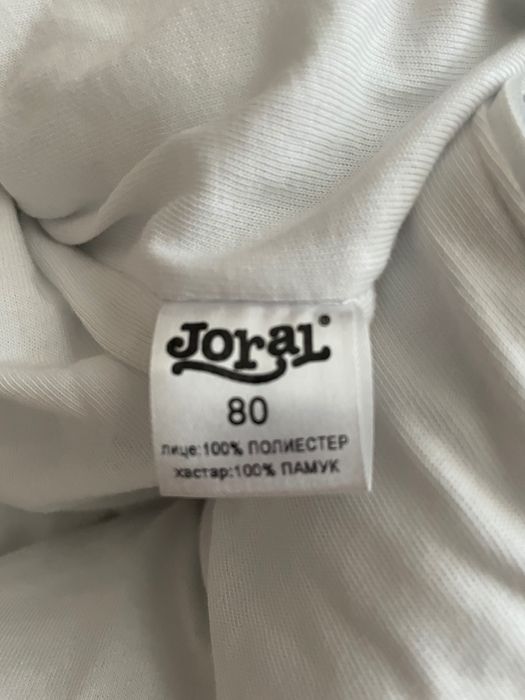 Joral®
80
лице:100% ПОЛИЕСТЕР
хастар:100% ПАМУК